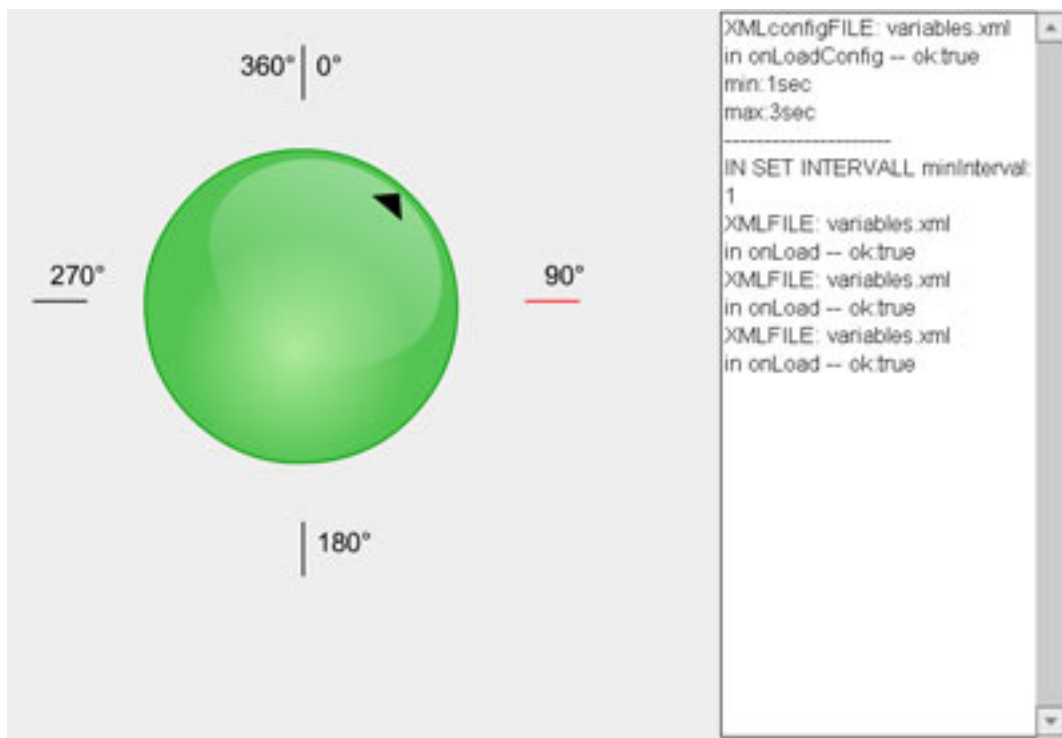 360° 0°
270°
90°
180°
XMLconfigFILE: variables.xml
in onLoadConfig -- ok:true
min:1sec
max:3sec
---------------------
IN SET INTERVALL minInterval:
1
XMLFILE: variables.xml
in onLoad -- ok:true
XMLFILE: variables.xml
in onLoad -- ok:true
XMLFILE: variables.xml
in onLoad -- ok:true